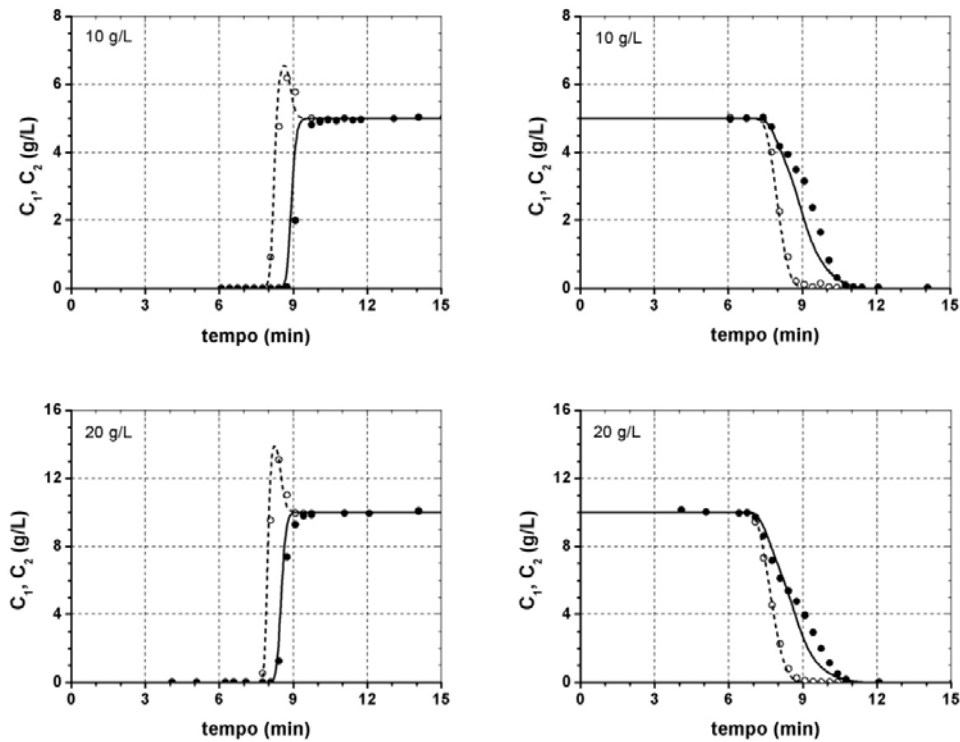 8
6
4
2
0
C₁, C₂ (g/L)
10 g/L
0 3 6 9 12 15
tempo (min)
8
6
4
2
0
C₁, C₂ (g/L)
10 g/L
0 3 6 9 12 15
tempo (min)
16
12
8
4
0
C₁, C₂ (g/L)
20 g/L
0 3 6 9 12 15
tempo (min)
16
12
8
4
0
C₁, C₂ (g/L)
20 g/L
0 3 6 9 12 15
tempo (min)